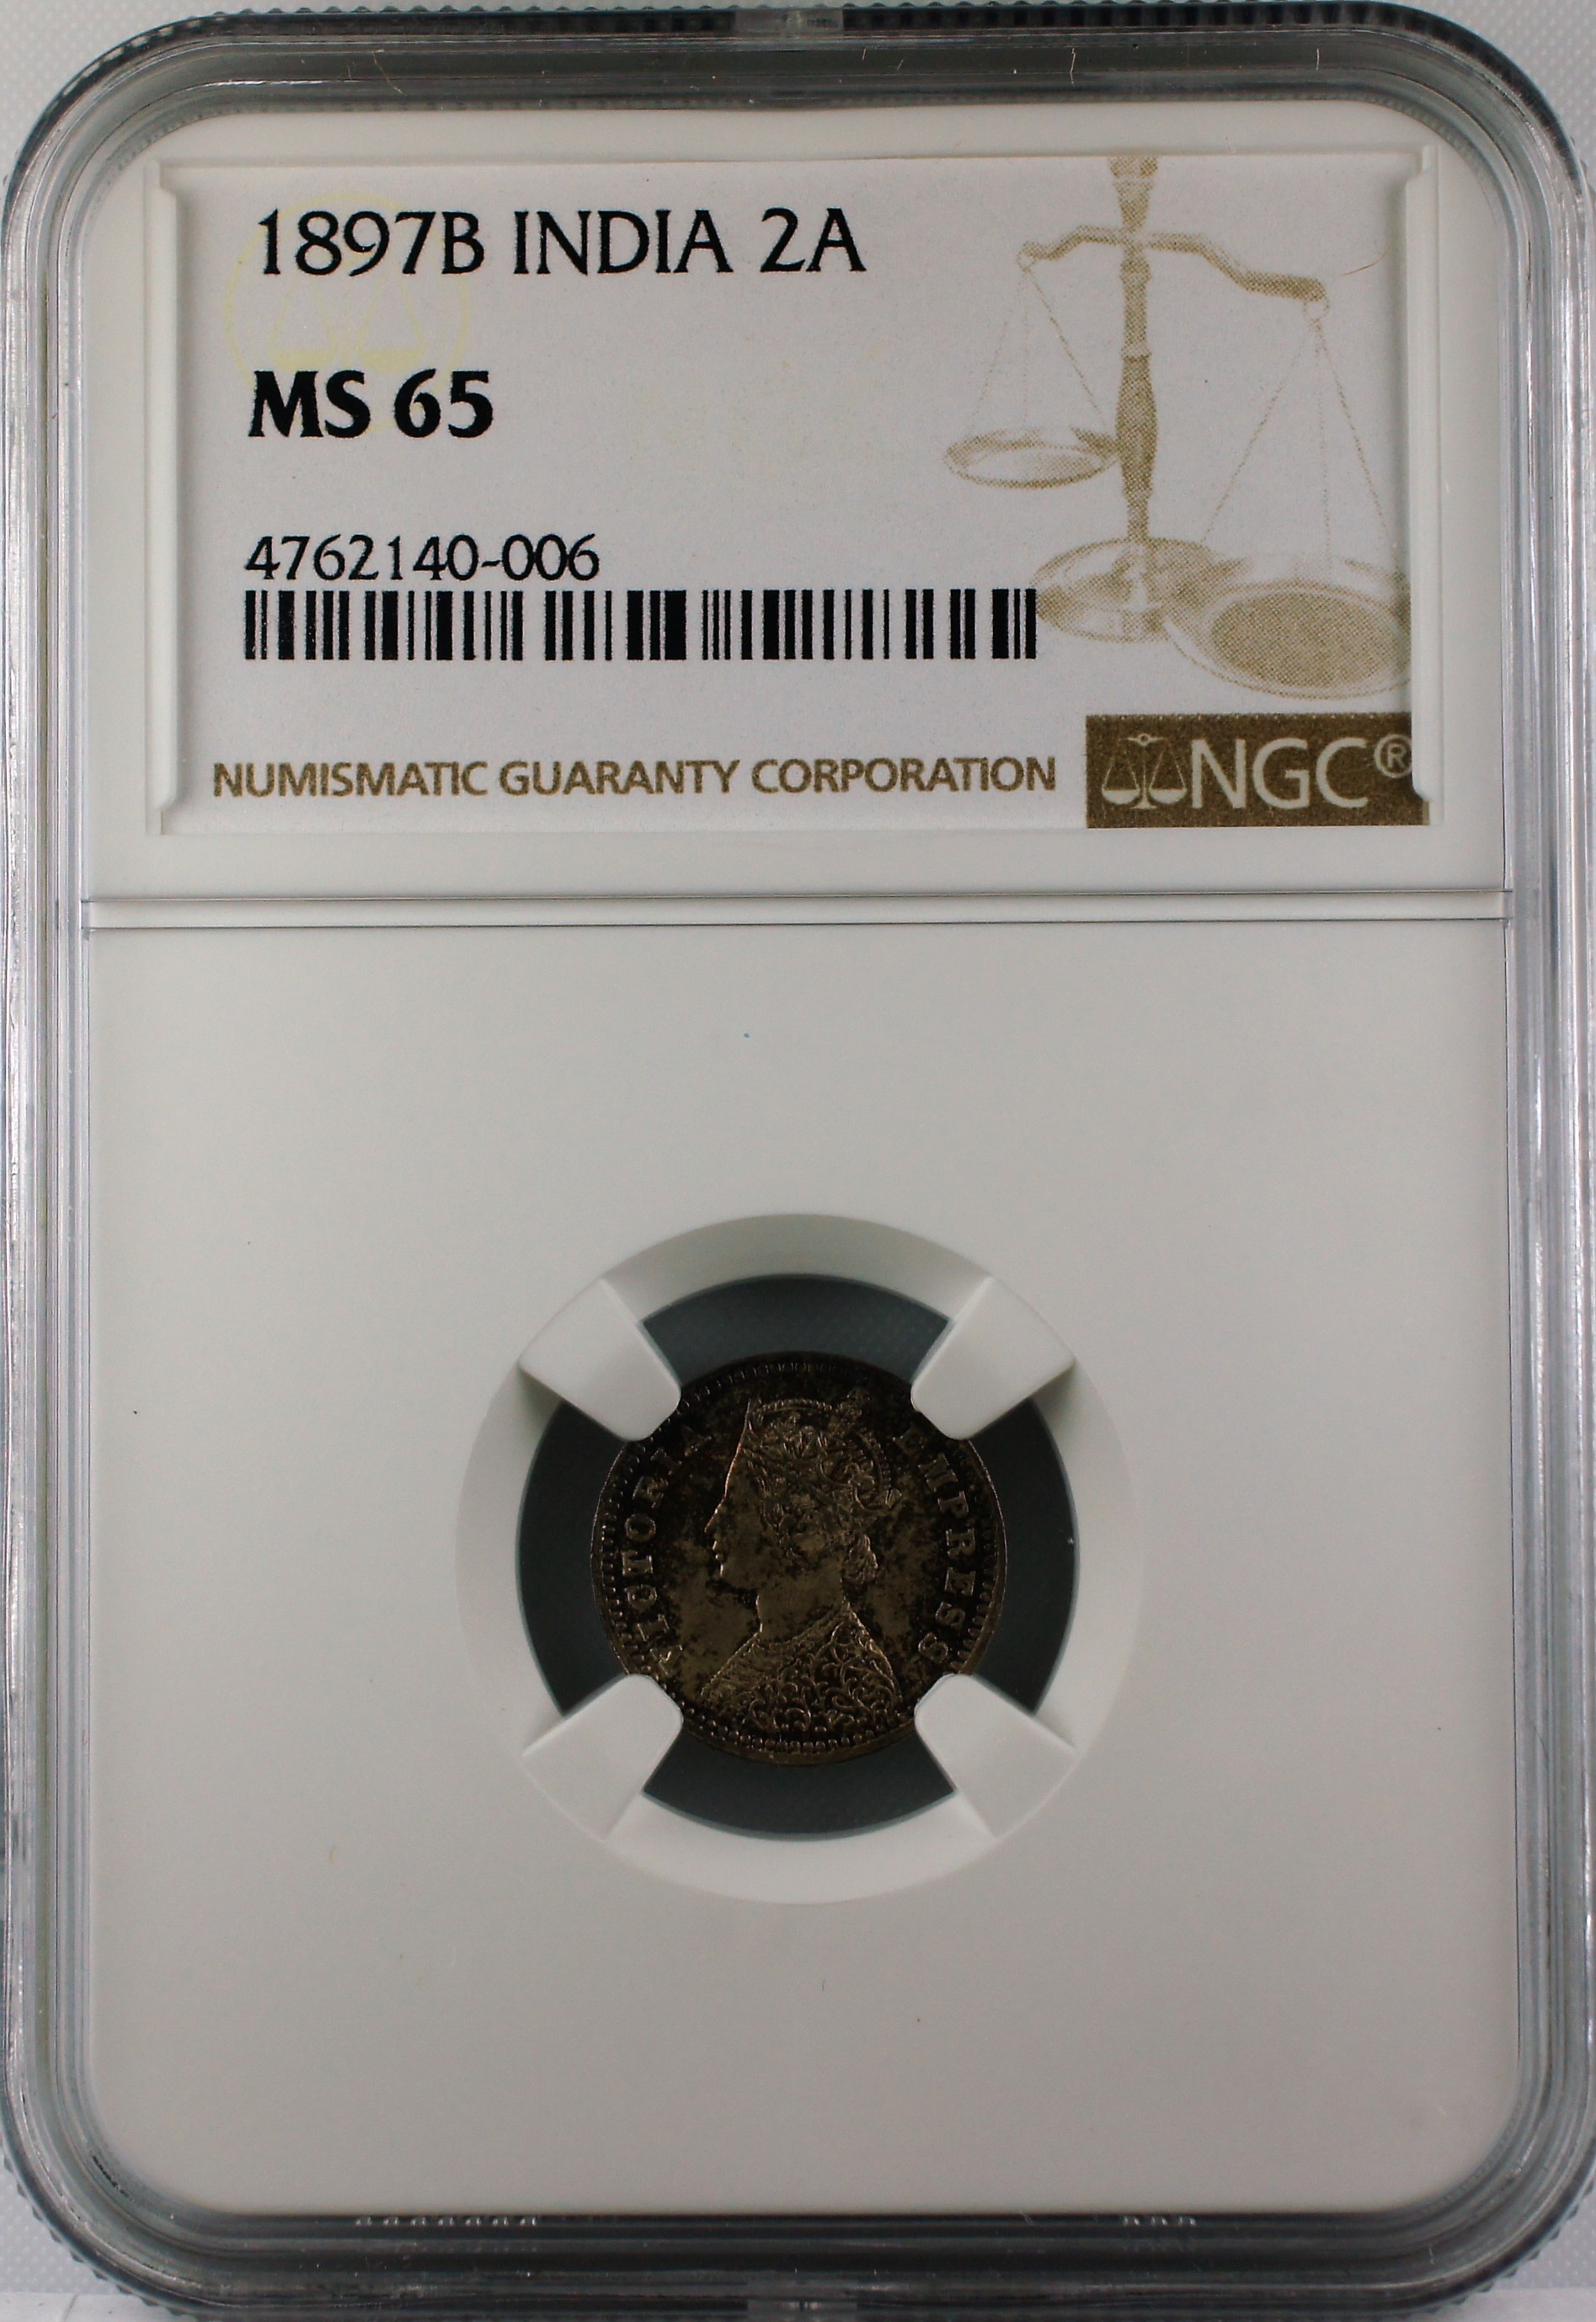 1897B INDIA 2A
MS 65
4762140-006
NUMISMATIC GUARANTY CORPORATION
NGC®
VICTORIA EMPRESS